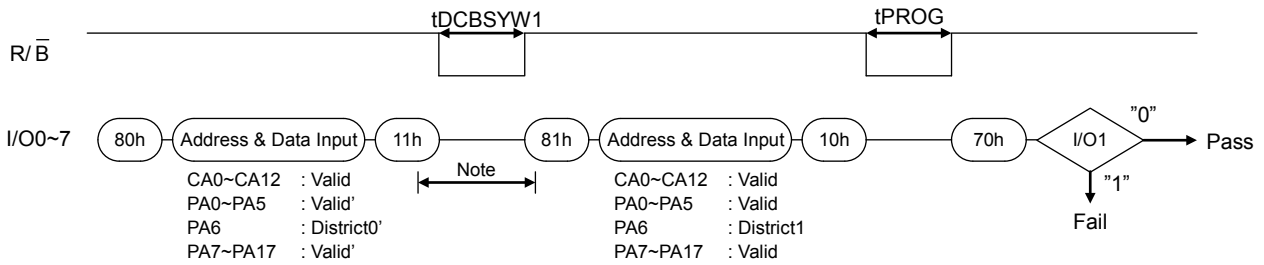 tDCBSYW1
tPROG
R/ B̅
I/O0~7
80h
Address & Data Input
11h
81h
Address & Data Input
10h
70h
I/O1
”0”
Pass
Note
”1”
Fail
CA0~CA12 : Valid
PA0~PA5 : Valid’
PA6 : District0’
PA7~PA17 : Valid’
CA0~CA12 : Valid
PA0~PA5 : Valid
PA6 : District1
PA7~PA17 : Valid